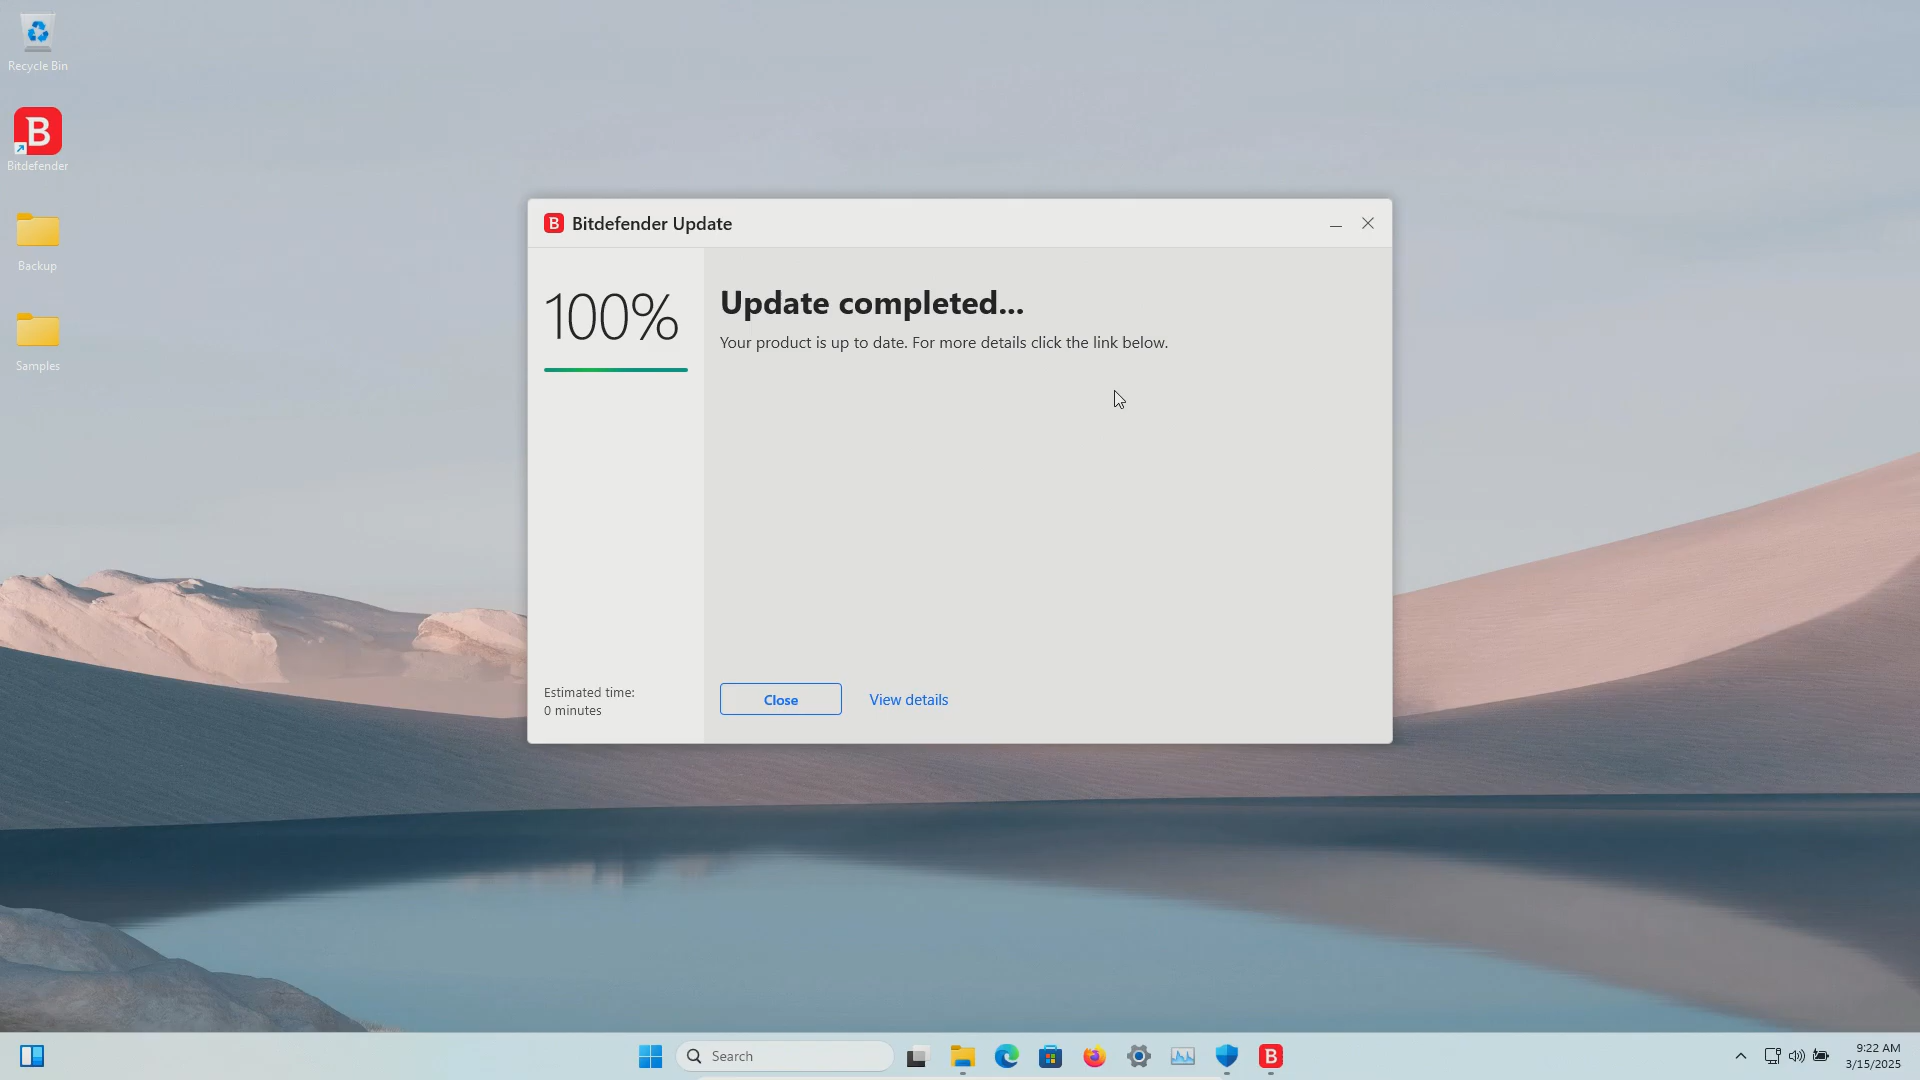 Recycle Bin
B
Bitdefender
Backup
Samples
B Bitdefender Update
100%
Update completed...
Your product is up to date. For more details click the link below.
Estimated time:
0 minutes
Close
View details
Search
B
9:22 AM
3/15/2025